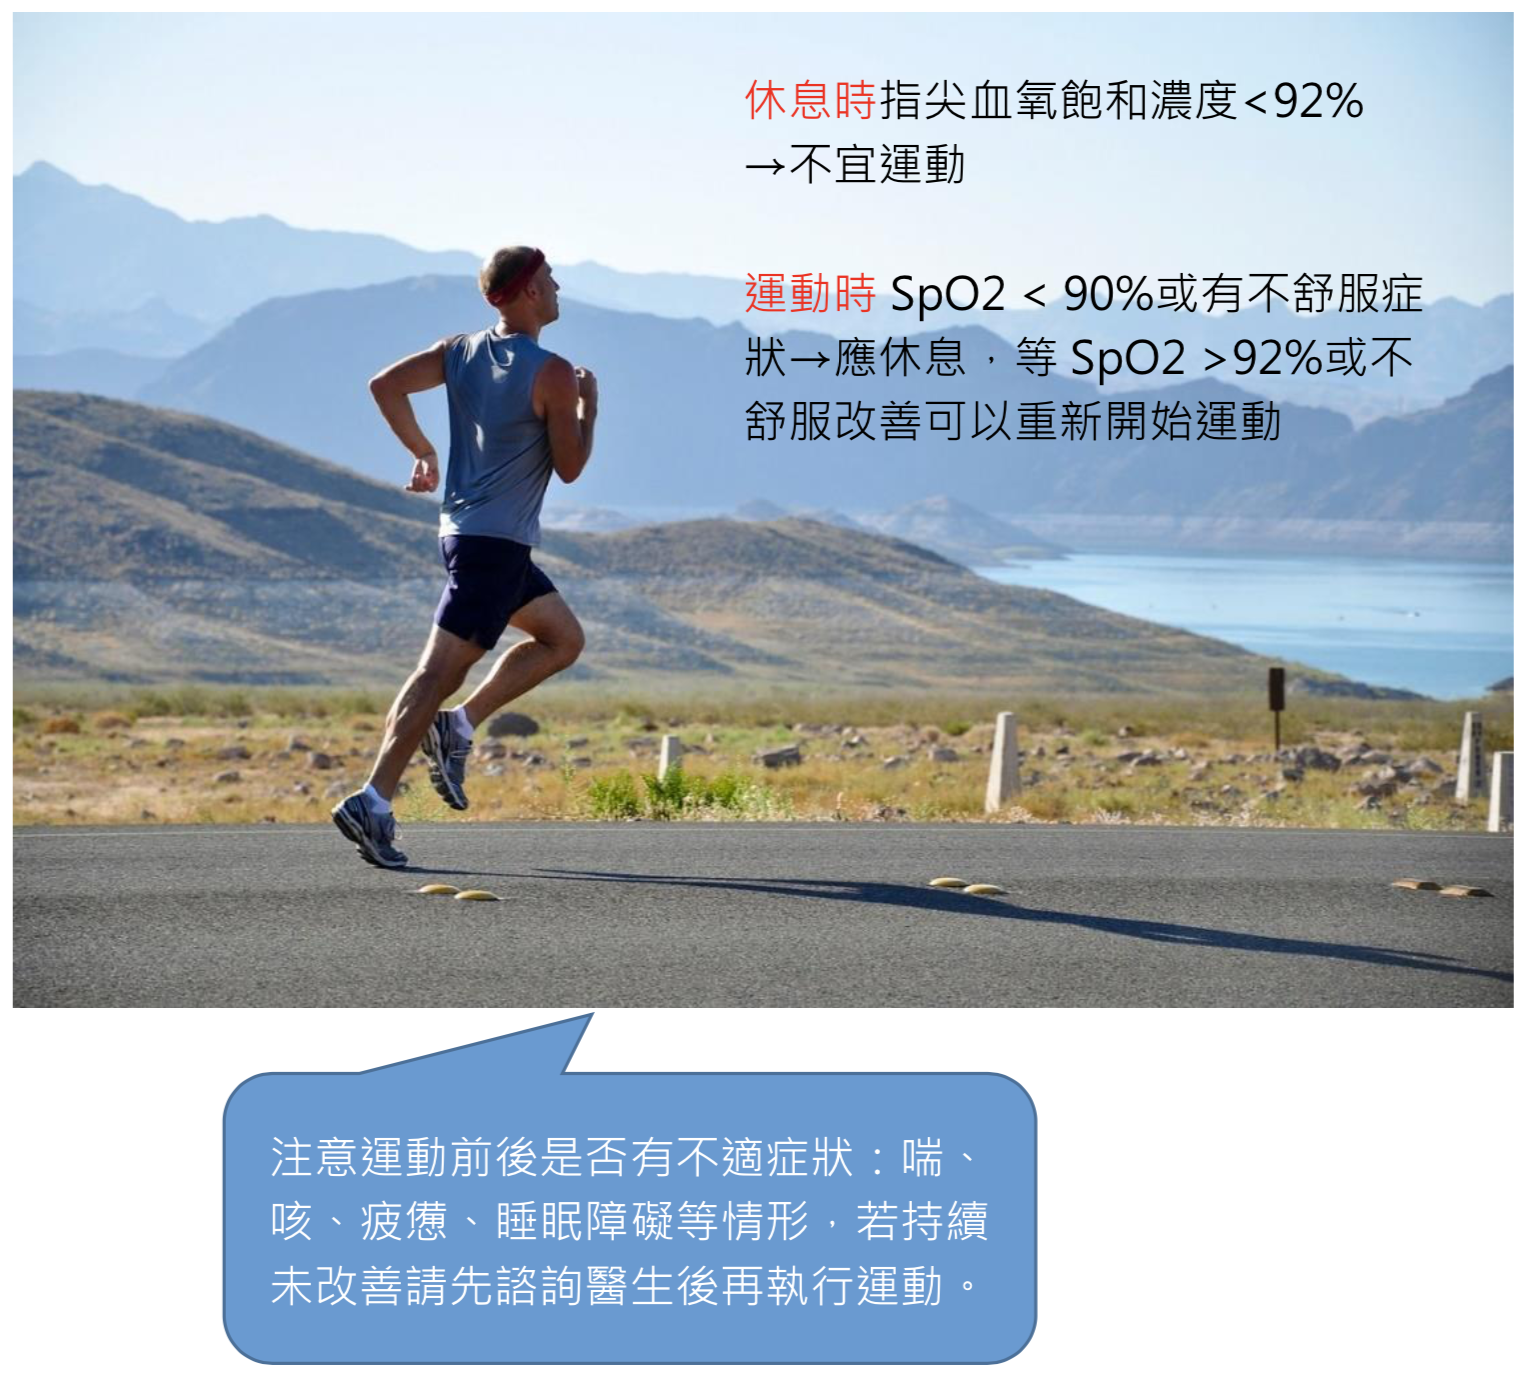 休息時指尖血氧飽和濃度<92%
→不宜運動
運動時 SpO2 < 90%或有不舒服症
狀→應休息，等 SpO2 >92%或不
舒服改善可以重新開始運動
注意運動前後是否有不適症狀：喘、
咳、疲憊、睡眠障礙等情形，若持續
未改善請先諮詢醫生後再執行運動。